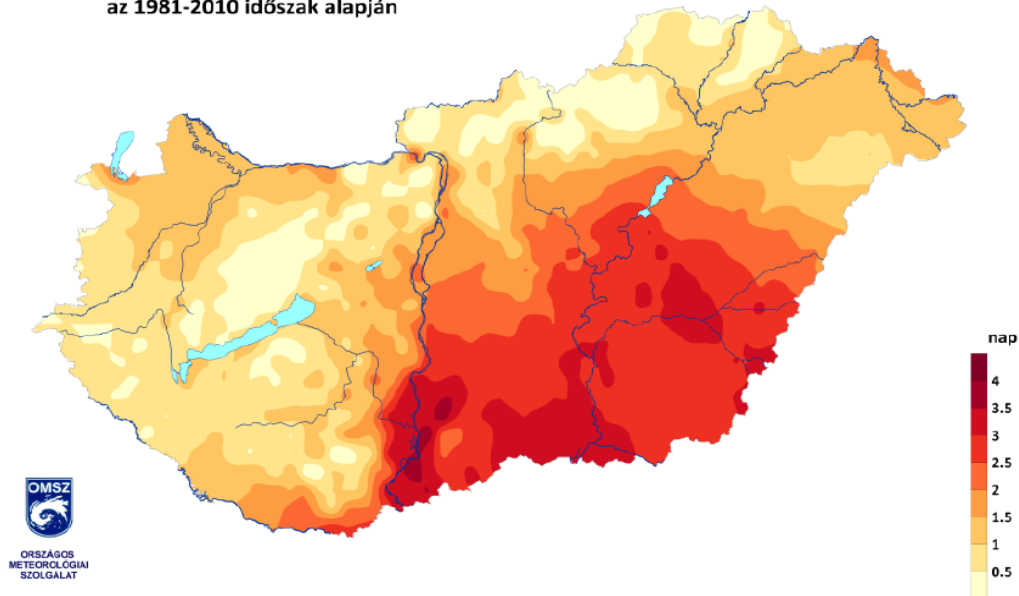 az 1981-2010 időszak alapján
nap
4
3.5
3
2.5
2
1.5
1
0.5
OMSZ
ORSZÁGOS
METEOROLÓGIAI
SZOLGÁLAT